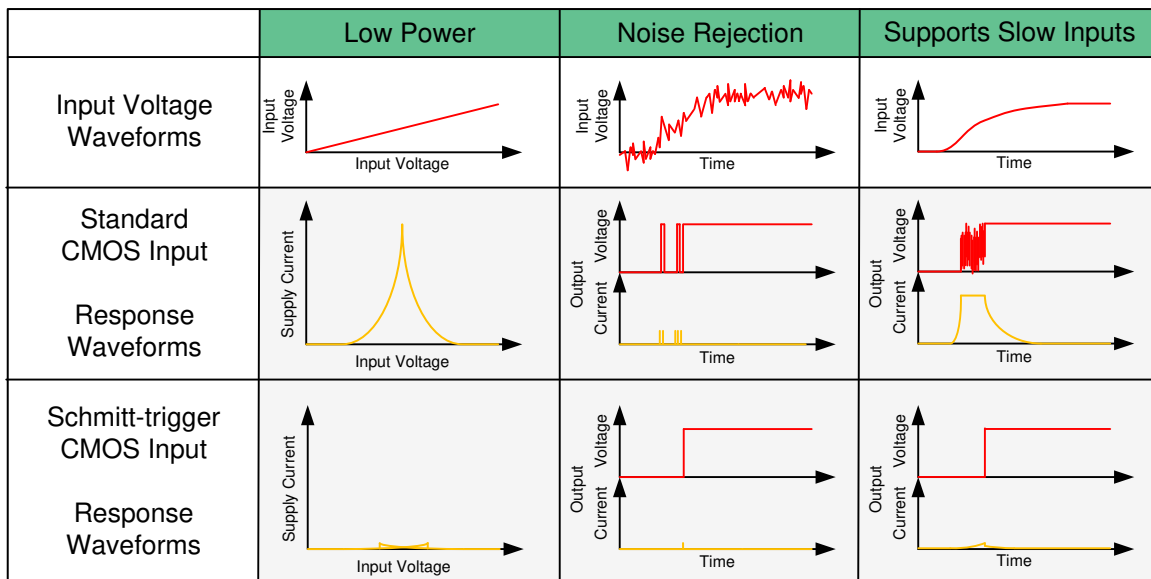 Low Power
Noise Rejection
Supports Slow Inputs
Input Voltage
Waveforms
Input
Voltage
Input Voltage
Input
Voltage
Time
Input
Voltage
Time
Standard
CMOS Input
Response
Waveforms
Supply Current
Input Voltage
Output
Voltage
Current
Time
Output
Voltage
Current
Time
Schmitt-trigger
CMOS Input
Response
Waveforms
Supply Current
Input Voltage
Output
Voltage
Current
Time
Output
Voltage
Current
Time